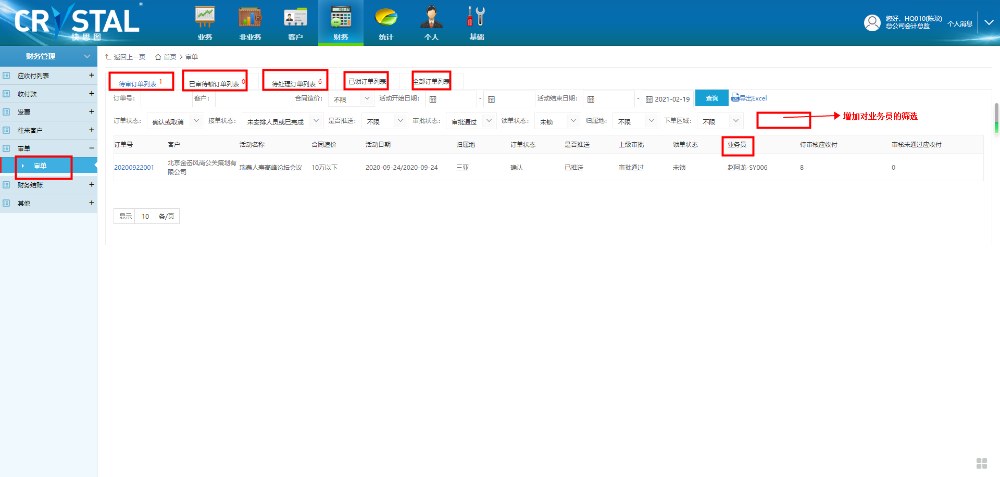 CRYSTAL ®
快思图
业务 非业务 客户 财务 统计 个人 基础
您好，HQ010(陈玟)
总公司会计总监
个人消息
财务管理
应收付列表 +
收付款 +
发票 +
往来客户 +
审单 −
审单
财务结账 +
其他 +
返回上一页 首页 > 审单
待审订单列表 1 已审待锁订单列表 0 待处理订单列表 6 已锁订单列表 全部订单列表
订单号： 客户： 合同造价： 不限 活动开始日期： - 活动结束日期： - 2021-02-19 查询 导出Excel
订单状态： 确认或取消 接单状态： 未安排人员或已完成 是否推送： 不限 审批状态： 审批通过 锁单状态： 未锁 归属地： 不限 下单区域： 不限
增加对业务员的筛选
订单号 客户 活动名称 合同造价 活动日期 归属地 订单状态 是否推送 上级审批 锁单状态 业务员 待审核应收付 审核未通过应收付
20200922001 北京金岙风尚公关策划有限公司 瑞泰人寿高峰论坛会议 10万以下 2020-09-24/2020-09-24 三亚 确认 已推送 审批通过 未锁 赵阿龙-SY006 8 0
显示 10 条/页